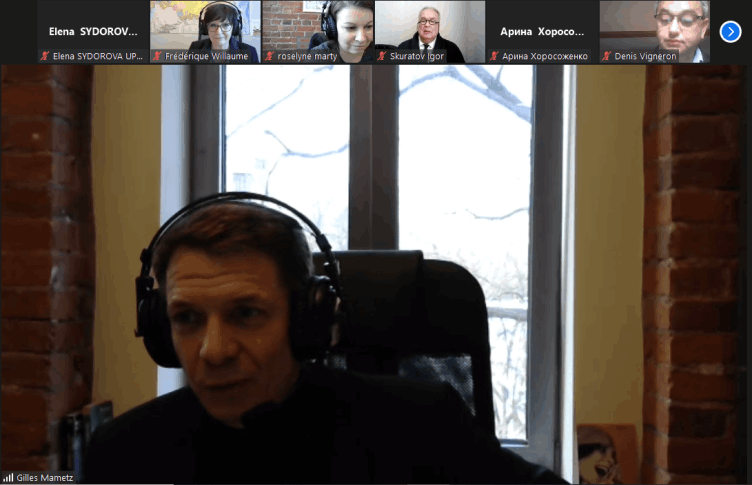 Elena SYDOROV...
Арина Хоросо...
Elena SYDOROVA UP...
Frédérique Willaume
roselyne marty
Skuratov Igor
Арина Хоросоженко
Denis Vigneron
Gilles Mametz